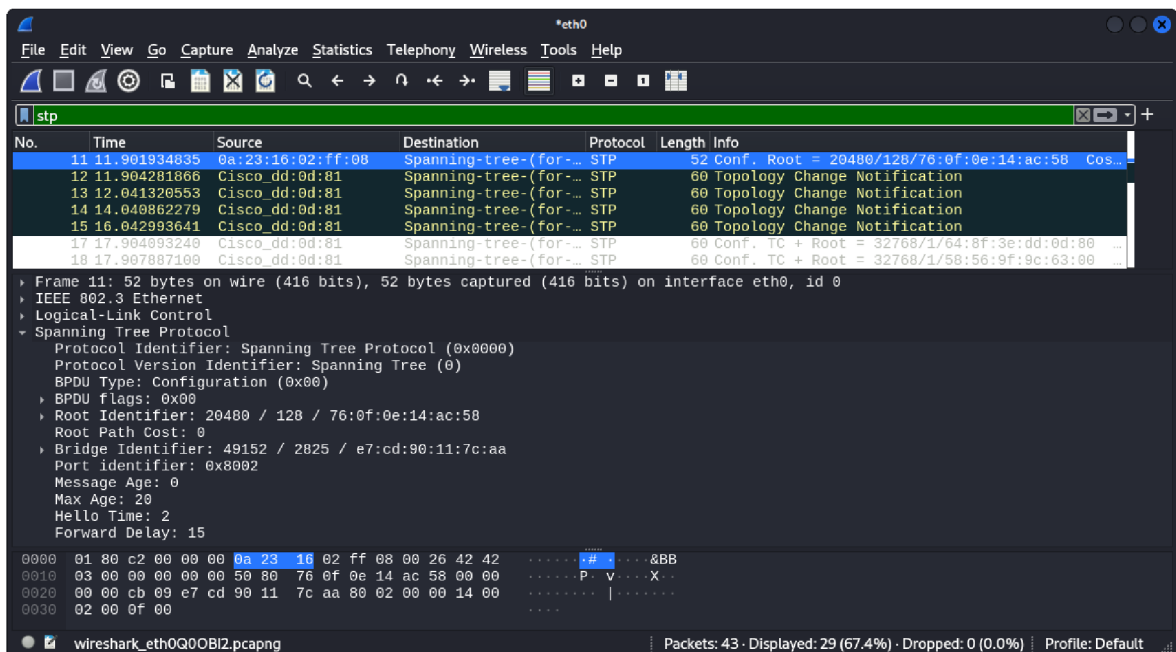 *eth0
File Edit View Go Capture Analyze Statistics Telephony Wireless Tools Help
stp
No. Time Source Destination Protocol Length Info
11 11.901934835 0a:23:16:02:ff:08 Spanning-tree-(for-… STP 52 Conf. Root = 20480/128/76:0f:0e:14:ac:58 Cos…
12 11.904281866 Cisco_dd:0d:81 Spanning-tree-(for-… STP 60 Topology Change Notification
13 12.041320553 Cisco_dd:0d:81 Spanning-tree-(for-… STP 60 Topology Change Notification
14 14.040862279 Cisco_dd:0d:81 Spanning-tree-(for-… STP 60 Topology Change Notification
15 16.042993641 Cisco_dd:0d:81 Spanning-tree-(for-… STP 60 Topology Change Notification
17 17.904093240 Cisco_dd:0d:81 Spanning-tree-(for-… STP 60 Conf. TC + Root = 32768/1/64:8f:3e:dd:0d:80 …
18 17.907887100 Cisco_dd:0d:81 Spanning-tree-(for-… STP 60 Conf. TC + Root = 32768/1/58:56:9f:9c:63:00 …
Frame 11: 52 bytes on wire (416 bits), 52 bytes captured (416 bits) on interface eth0, id 0
IEEE 802.3 Ethernet
Logical-Link Control
Spanning Tree Protocol
Protocol Identifier: Spanning Tree Protocol (0x0000)
Protocol Version Identifier: Spanning Tree (0)
BPDU Type: Configuration (0x00)
BPDU flags: 0x00
Root Identifier: 20480 / 128 / 76:0f:0e:14:ac:58
Root Path Cost: 0
Bridge Identifier: 49152 / 2825 / e7:cd:90:11:7c:aa
Port identifier: 0x8002
Message Age: 0
Max Age: 20
Hello Time: 2
Forward Delay: 15
0000 01 80 c2 00 00 00 0a 23 16 02 ff 08 00 26 42 42 ·······# ·····&BB
0010 03 00 00 00 00 00 50 80 76 0f 0e 14 ac 58 00 00 ······P· v····X··
0020 00 00 cb 09 e7 cd 90 11 7c aa 80 02 00 00 14 00 ········ |·······
0030 02 00 0f 00 ····
wireshark_eth0Q0OBI2.pcapng Packets: 43 · Displayed: 29 (67.4%) · Dropped: 0 (0.0%) Profile: Default